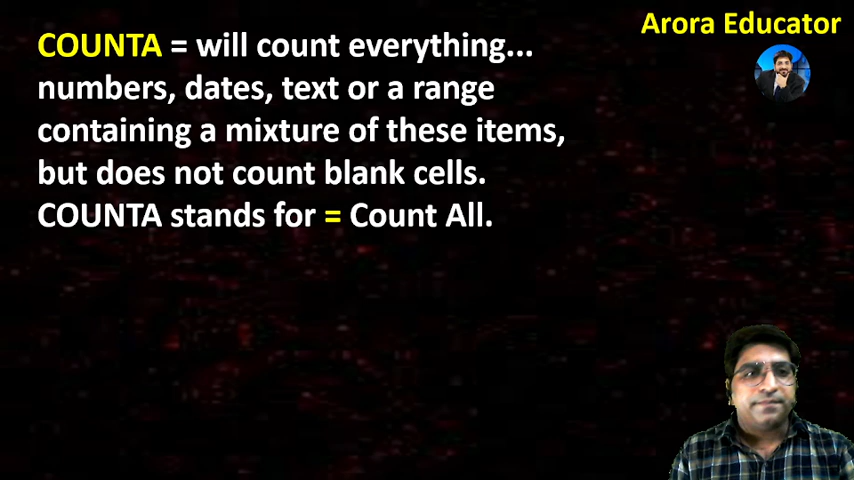 Arora Educator
COUNTA = will count everything...
numbers, dates, text or a range
containing a mixture of these items,
but does not count blank cells.
COUNTA stands for = Count All.